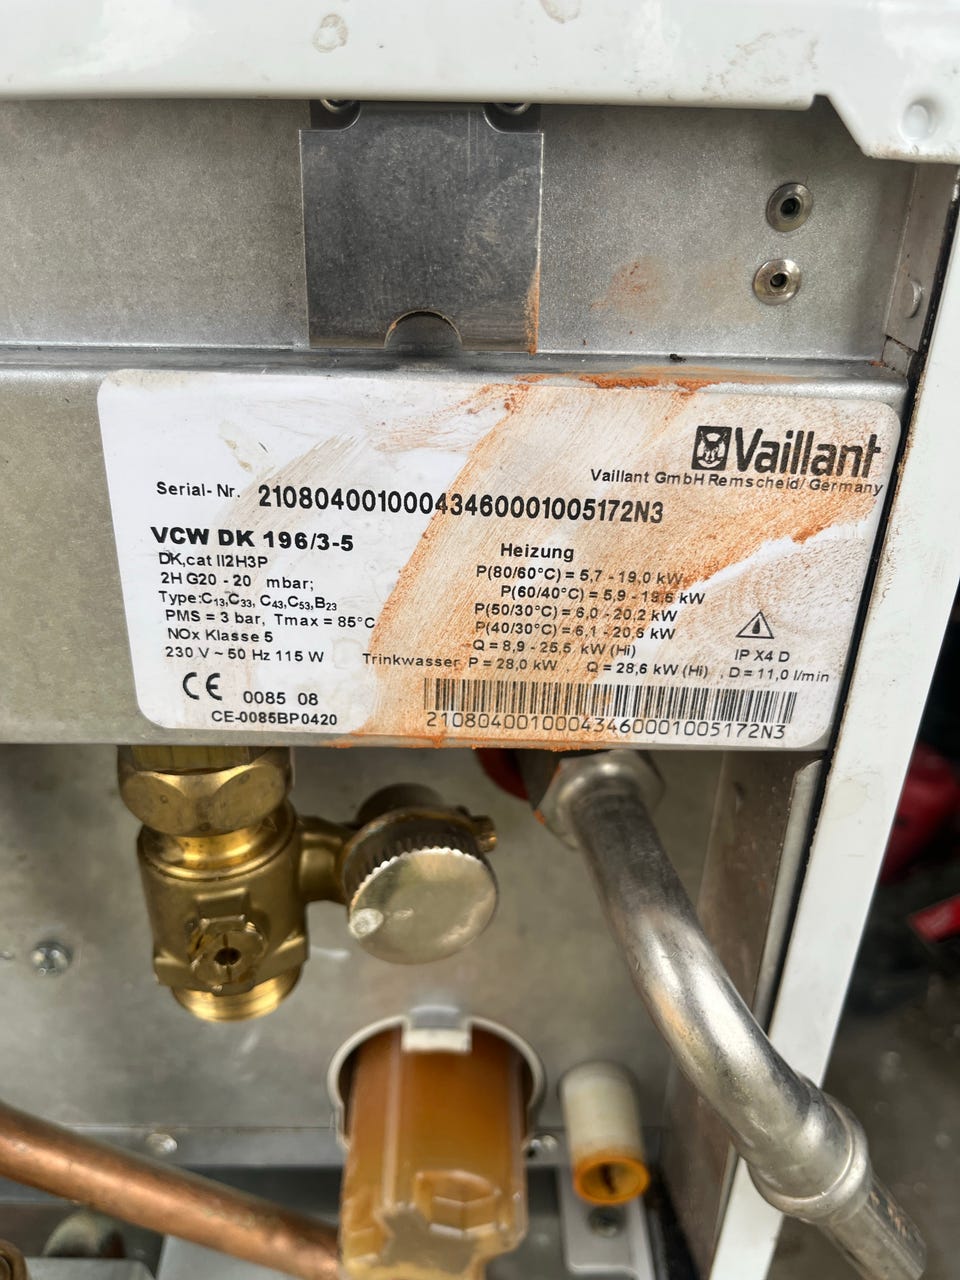 Vaillant
Vaillant GmbH Remscheid/ Germany
Serial-Nr. 21080400100043460001005172N3
VCW DK 196/3-5
DK,cat II2H3P
2H G20 - 20 mbar;
Type:C13,C33, C43,C53,B23
PMS = 3 bar, Tmax = 85°C
NOx Klasse 5
230 V ~ 50 Hz 115 W
Heizung
P(80/60°C) = 5,7 - 19,0 kW
P(60/40°C) = 5,9 - 19,6 kW
P(50/30°C) = 6,0 - 20,2 kW
P(40/30°C) = 6,1 - 20,6 kW
Q = 8,9 - 25,5 kW (Hi)
Trinkwasser P = 28,0 kW Q = 28,6 kW (Hi) , D = 11,0 l/min
IP X4 D
CE 0085 08
CE-0085BP0420
21080400100043460001005172N3